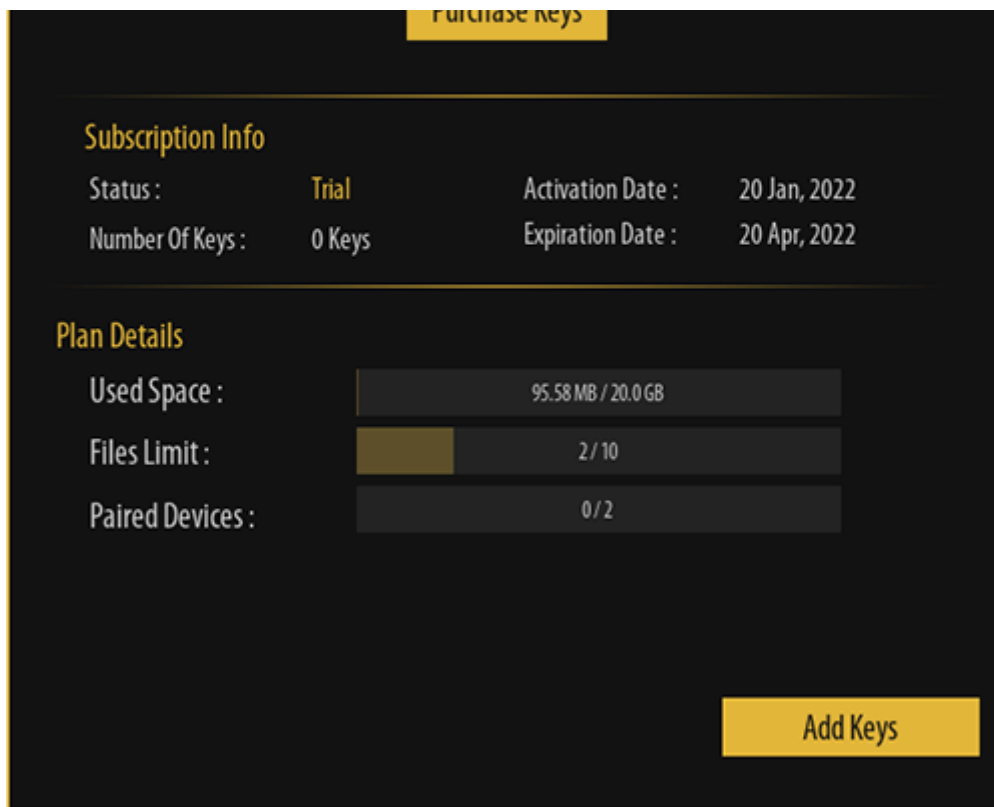 Purchase Keys
Subscription Info
Status : Trial Activation Date : 20 Jan, 2022
Number Of Keys : 0 Keys Expiration Date : 20 Apr, 2022
Plan Details
Used Space : 95.58 MB / 20.0 GB
Files Limit : 2 / 10
Paired Devices : 0 / 2
Add Keys